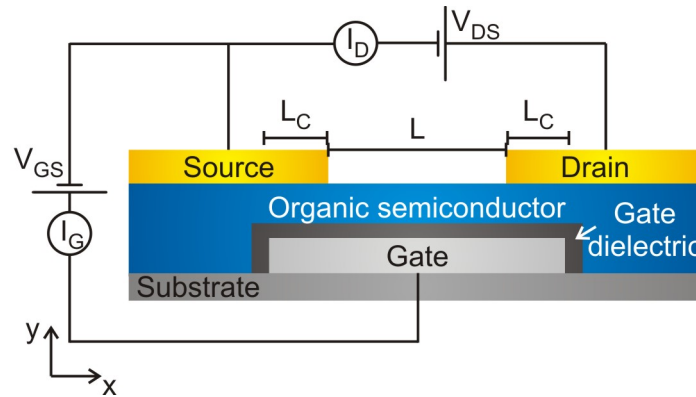 V_DS
I_D
L_C
L
L_C
V_GS
Source
Drain
Organic semiconductor
Gate
dielectric
I_G
Gate
Substrate
y
x